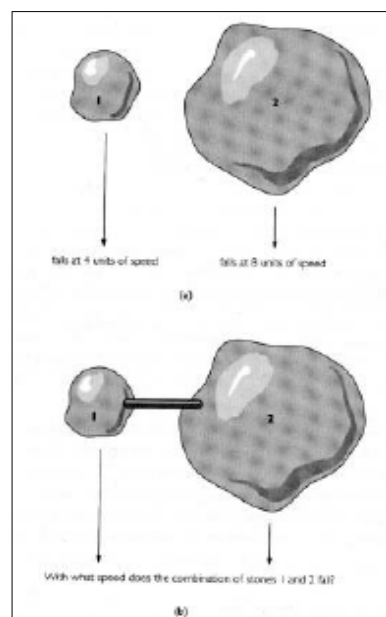 1 2
falls at 4 units of speed falls at 8 units of speed
(a)
1 2
With what speed does the combination of stones 1 and 2 fall?
(b)